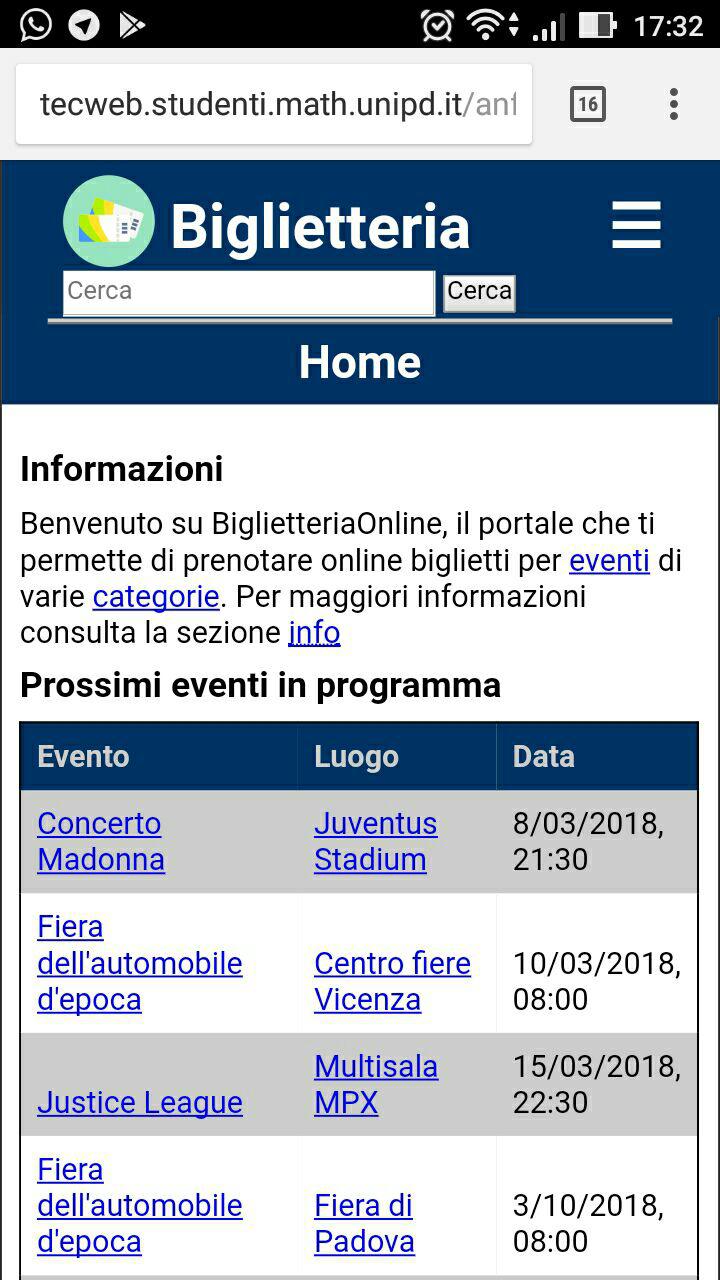 17:32
tecweb.studenti.math.unipd.it/anf
16
Biglietteria
Cerca Cerca
Home
Informazioni
Benvenuto su BiglietteriaOnline, il portale che ti
permette di prenotare online biglietti per eventi di
varie categorie. Per maggiori informazioni
consulta la sezione info
Prossimi eventi in programma
Evento Luogo Data
Concerto Juventus 8/03/2018,
Madonna Stadium 21:30
Fiera
dell'automobile Centro fiere 10/03/2018,
d'epoca Vicenza 08:00
Multisala 15/03/2018,
Justice League MPX 22:30
Fiera
dell'automobile Fiera di 3/10/2018,
d'epoca Padova 08:00